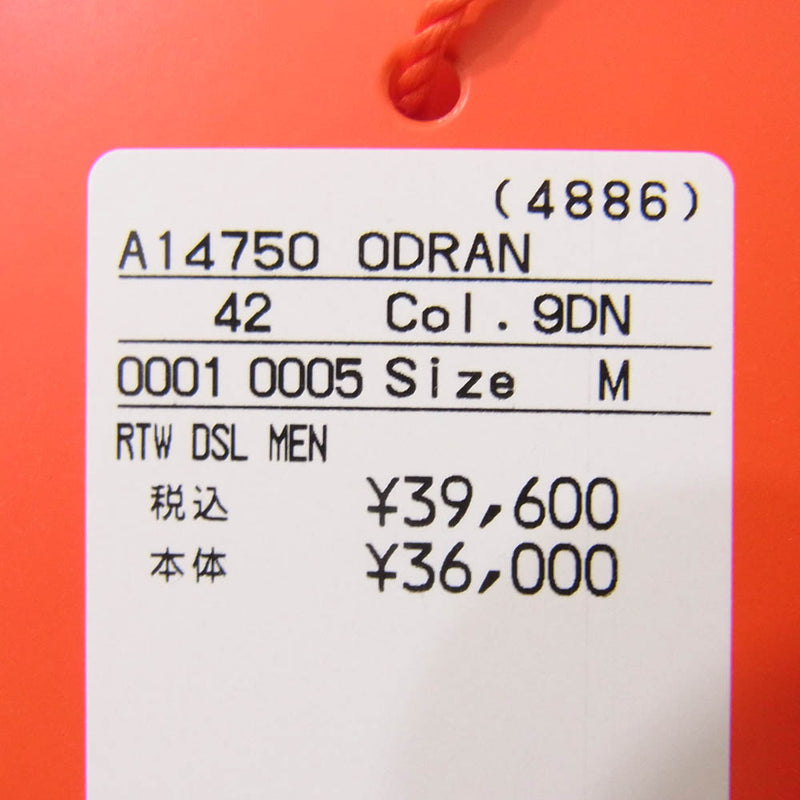 (4886)
A14750 0DRAN
42 Col. 9DN
0001 0005 Size M
RTW DSL MEN
税込 ¥39,600
本体 ¥36,000